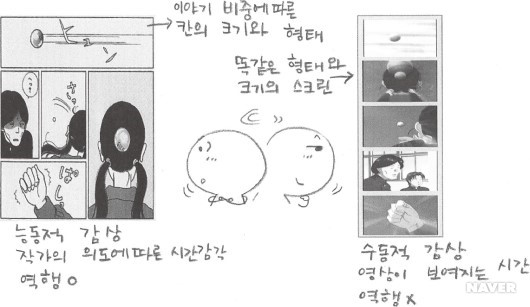 이야기 비중에따른
칸의 크기와 형태
똑같은 형태와
크기의 스크린
능동적 감상
작가의 의도에따른 시간감각
역행 O
수동적 감상
영상이 보여지는 시간
역행 X
NAVER